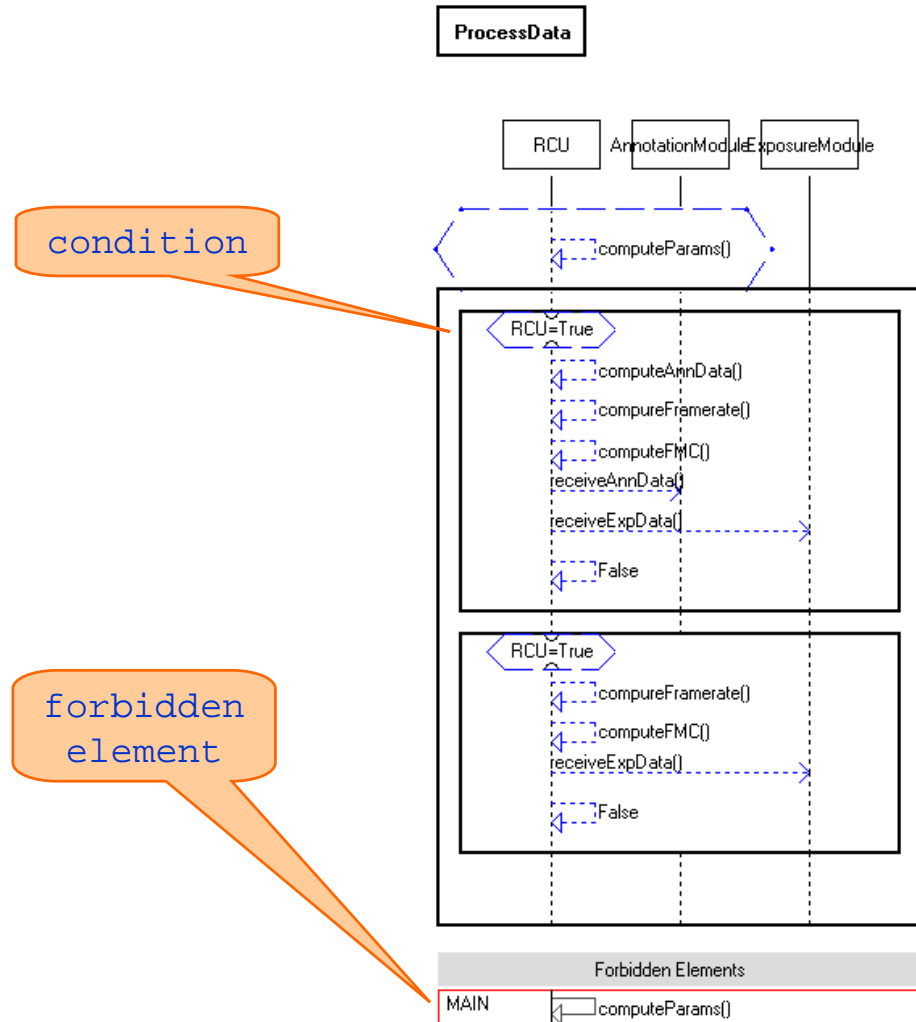 ProcessData
RCU
AnnotationModule
ExposureModule
condition
computeParams()
RCU=True
computeAnnData()
compureFramerate()
computeFMC()
receiveAnnData()
receiveExpData()
False
RCU=True
forbidden
element
compureFramerate()
computeFMC()
receiveExpData()
False
Forbidden Elements
MAIN
computeParams()